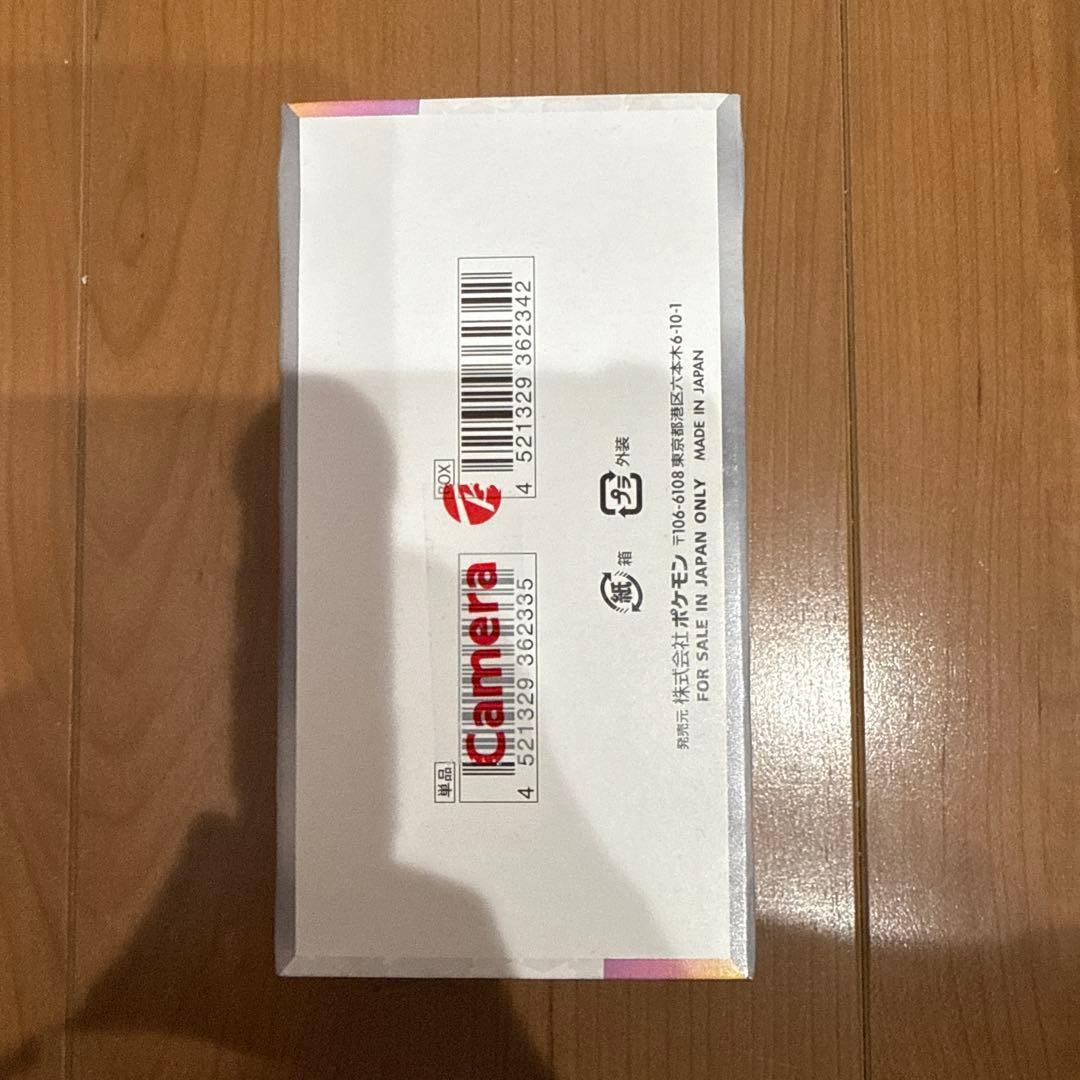 単品
Camera
4 521329 362335
BOX
4 521329 362342
紙 箱
プラ 外装
発売元 株式会社 ポケモン 〒106-6108 東京都港区六本木6-10-1
FOR SALE IN JAPAN ONLY MADE IN JAPAN